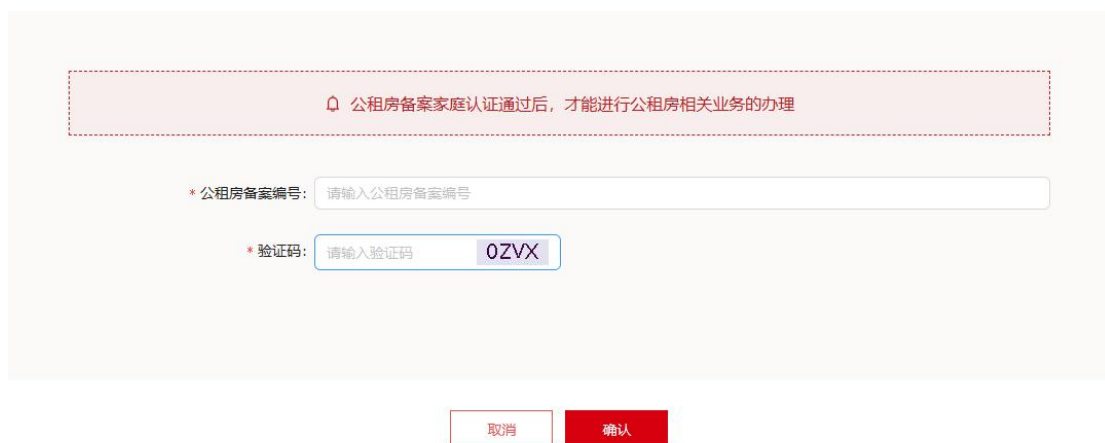 公租房备案家庭认证通过后，才能进行公租房相关业务的办理
* 公租房备案编号: 请输入公租房备案编号
* 验证码: 请输入验证码 0ZVX
取消 确认